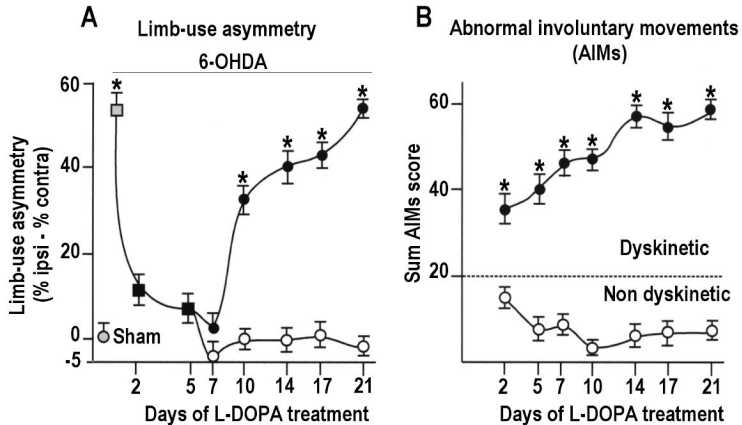 A
Limb-use asymmetry
6-OHDA
Limb-use asymmetry
(% ipsi - % contra)
60
40
20
0
-5
*
*
*
*
*
Sham
2 5 7 10 14 17 21
Days of L-DOPA treatment
B
Abnormal involuntary movements
(AIMs)
Sum AIMs score
60
40
20
*
*
*
*
*
*
*
Dyskinetic
Non dyskinetic
2 5 7 10 14 17 21
Days of L-DOPA treatment